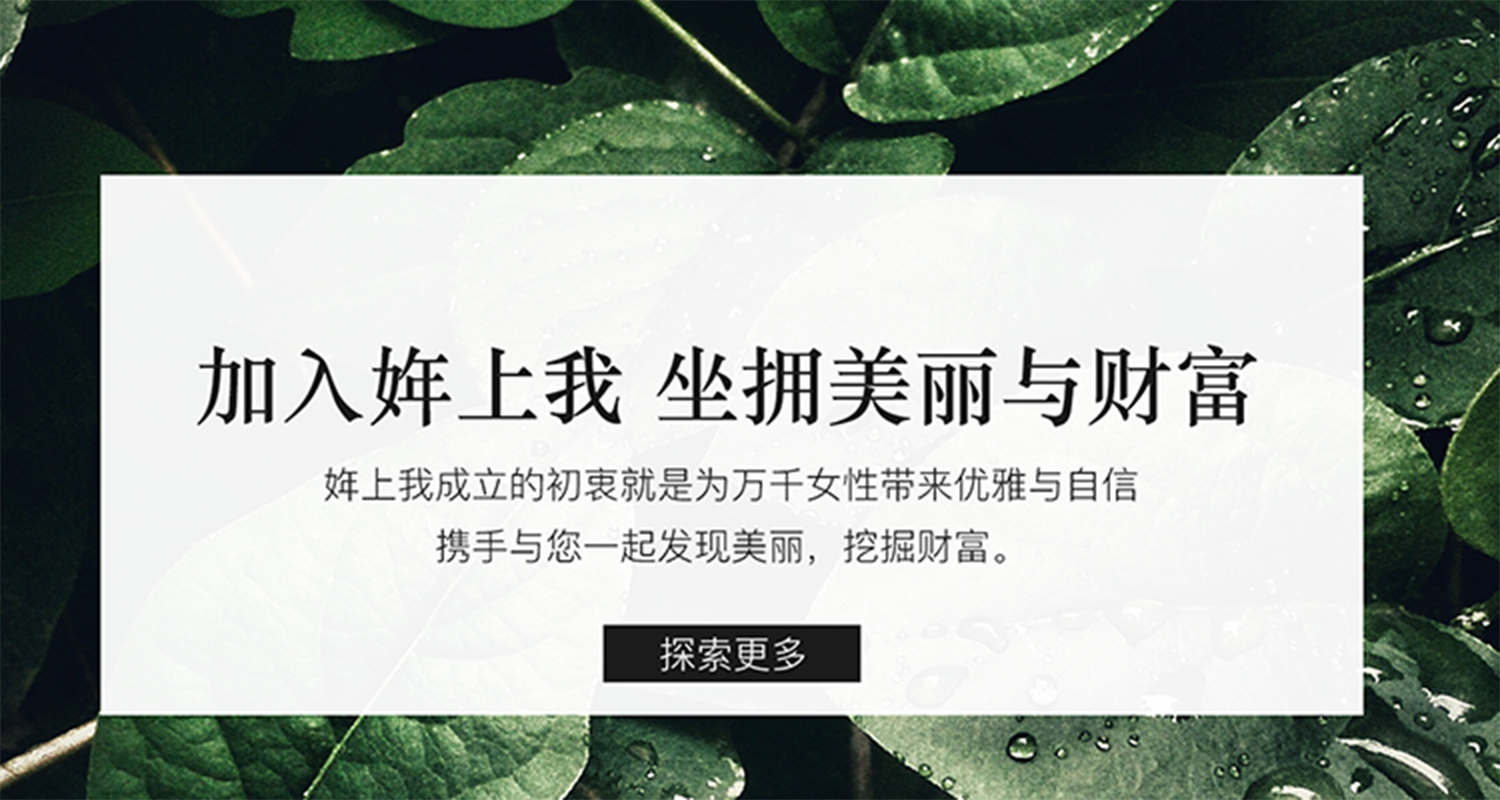 加入姩上我 坐拥美丽与财富
姩上我成立的初衷就是为万千女性带来优雅与自信
携手与您一起发现美丽，挖掘财富。
探索更多